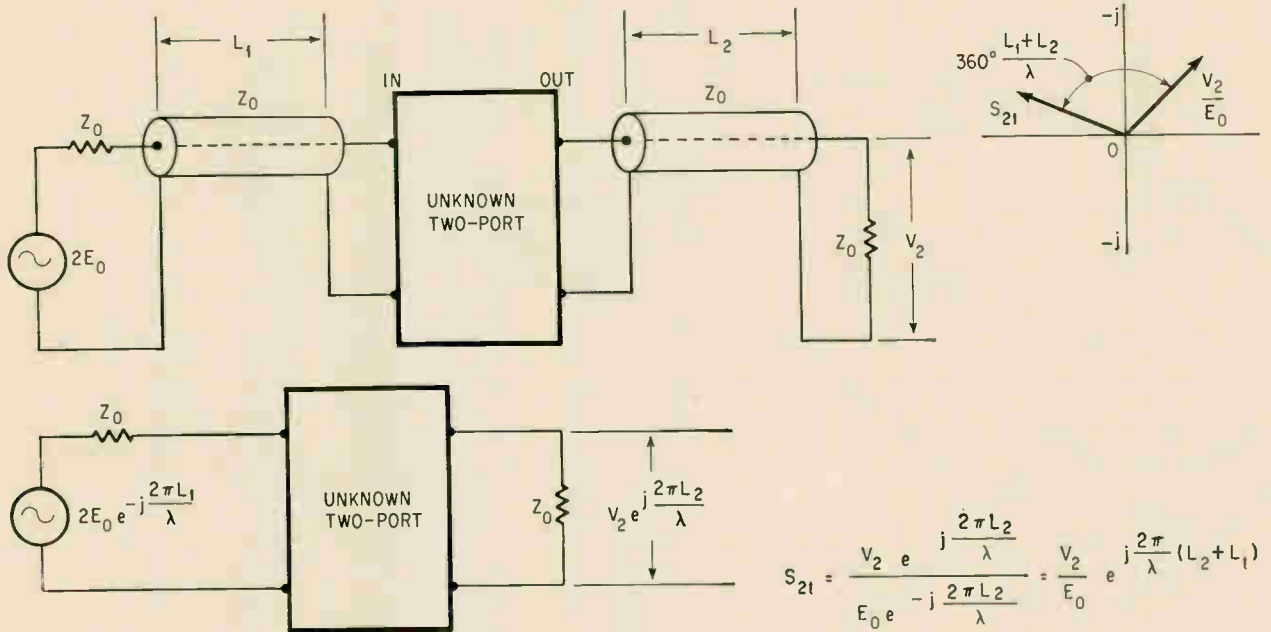 L₁
L₂
IN
OUT
Z₀
Z₀
Z₀
UNKNOWN
TWO-PORT
2E₀
Z₀
V₂
-j
360° (L₁+L₂)/λ
S₂₁
V₂/E₀
0
-j
Z₀
2E₀ e^(-j 2πL₁/λ)
UNKNOWN
TWO-PORT
Z₀
V₂ e^(j 2πL₂/λ)
S₂₁ = (V₂ e^(j 2πL₂/λ))/(E₀ e^(-j 2πL₂/λ)) = V₂/E₀ e^(j 2π/λ (L₂+L₁))